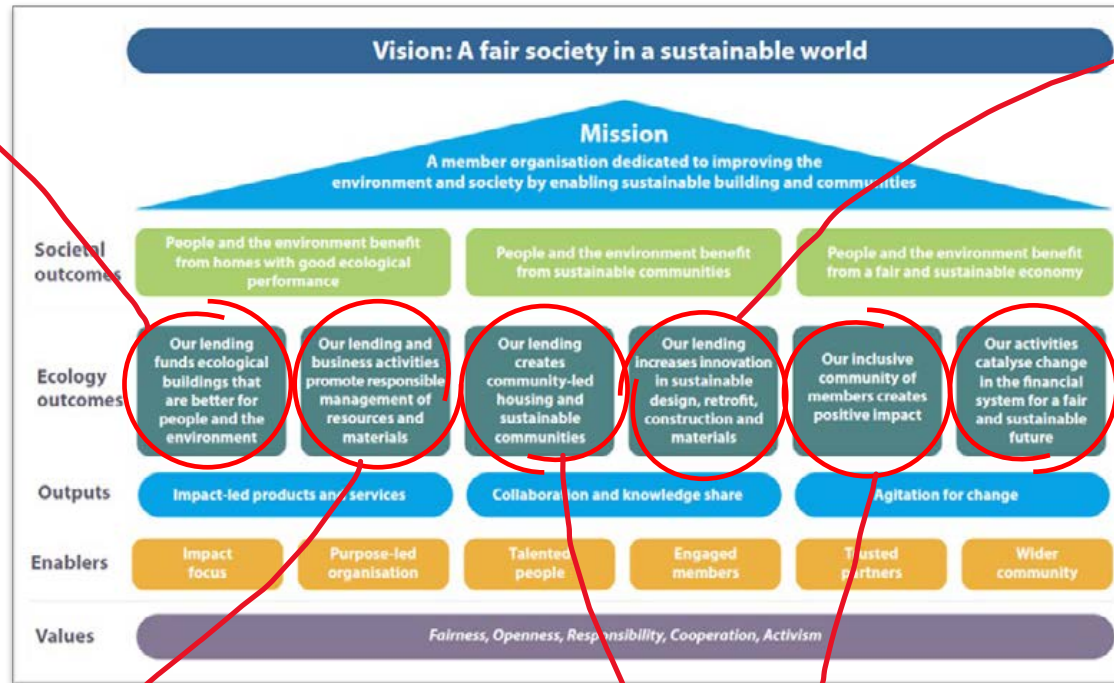 Vision: A fair society in a sustainable world
Mission
A member organisation dedicated to improving the
environment and society by enabling sustainable building and communities
Societal
outcomes
People and the environment benefit
from homes with good ecological
performance
People and the environment benefit
from sustainable communities
People and the environment benefit
from a fair and sustainable economy
Ecology
outcomes
Our lending
funds ecological
buildings that
are better for
people and the
environment
Our lending and
business activities
promote responsible
management of
resources and
materials
Our lending
creates
community-led
housing and
sustainable
communities
Our lending
increases innovation
in sustainable
design, retrofit,
construction and
materials
Our inclusive
community of
members creates
positive impact
Our activities
catalyse change
in the financial
system for a fair
and sustainable
future
Outputs
Impact-led products and services
Collaboration and knowledge share
Agitation for change
Enablers
Impact
focus
Purpose-led
organisation
Talented
people
Engaged
members
Trusted
partners
Wider
community
Values
Fairness, Openness, Responsibility, Cooperation, Activism